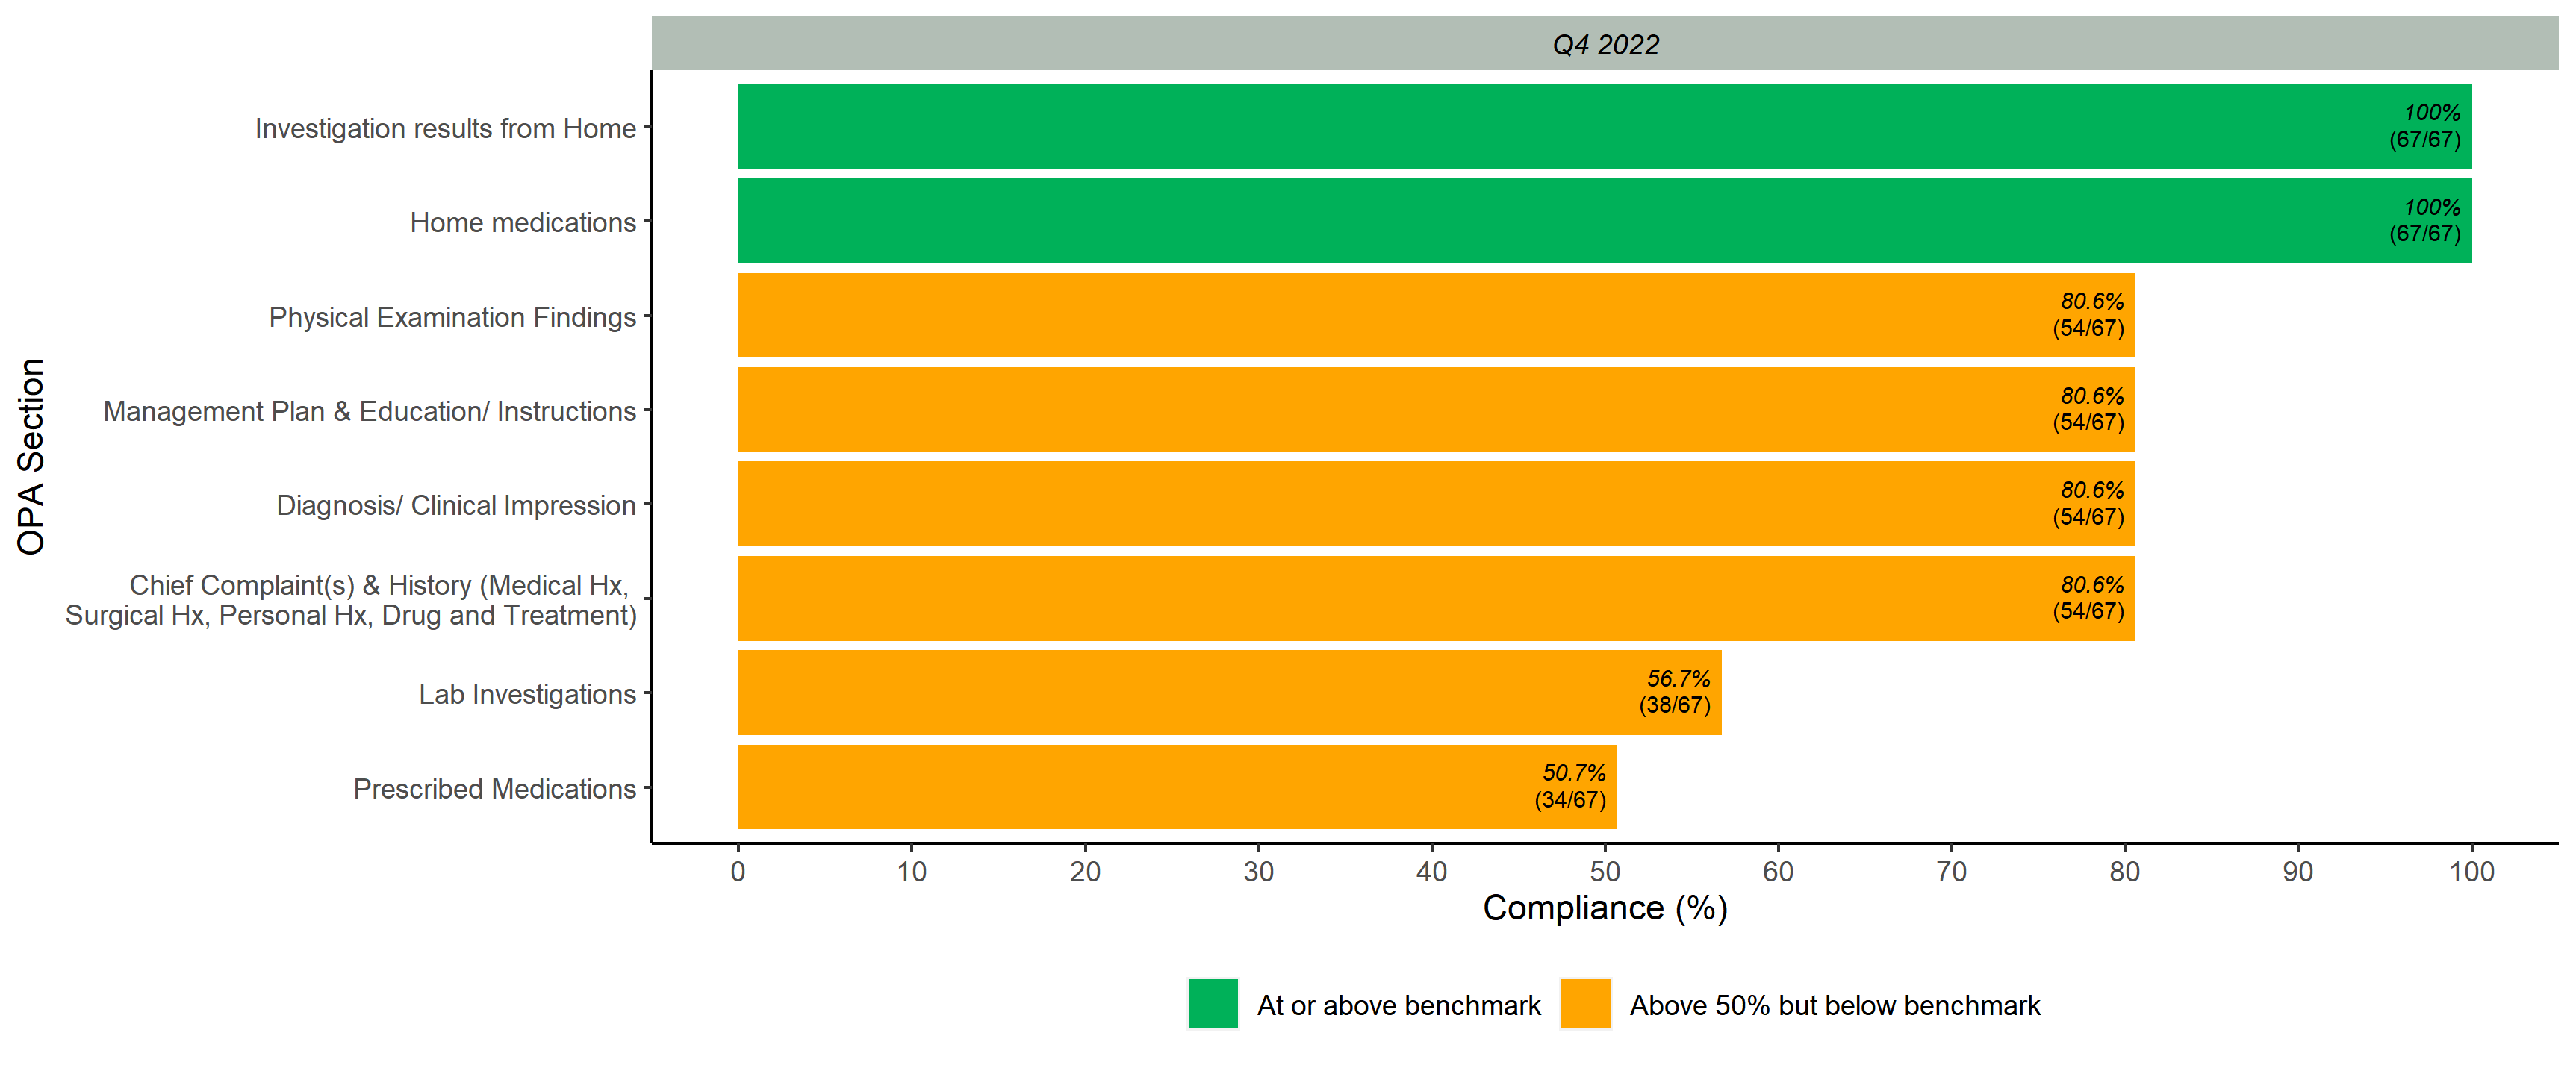 Q4 2022
OPA Section
Investigation results from Home
100%
(67/67)
Home medications
100%
(67/67)
Physical Examination Findings
80.6%
(54/67)
Management Plan & Education/ Instructions
80.6%
(54/67)
Diagnosis/ Clinical Impression
80.6%
(54/67)
Chief Complaint(s) & History (Medical Hx,
Surgical Hx, Personal Hx, Drug and Treatment)
80.6%
(54/67)
Lab Investigations
56.7%
(38/67)
Prescribed Medications
50.7%
(34/67)
0 10 20 30 40 50 60 70 80 90 100
Compliance (%)
At or above benchmark Above 50% but below benchmark